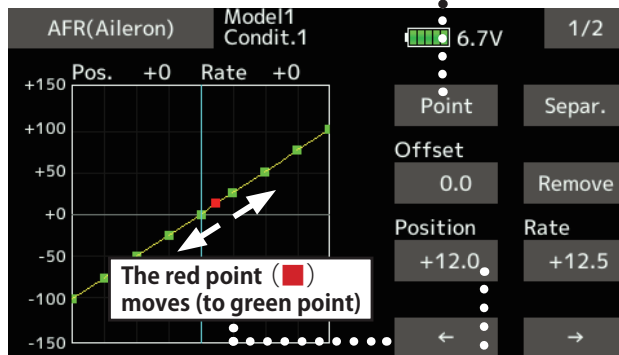 AFR(Aileron)
Model1
Condit.1
6.7V
1/2
Pos. +0 Rate +0
+150
+100
+50
+0
-50
-100
-150
Point
Separ.
Offset
0.0
Remove
Position
Rate
+12.0
+12.5
←
→
The red point (■)
moves (to green point)